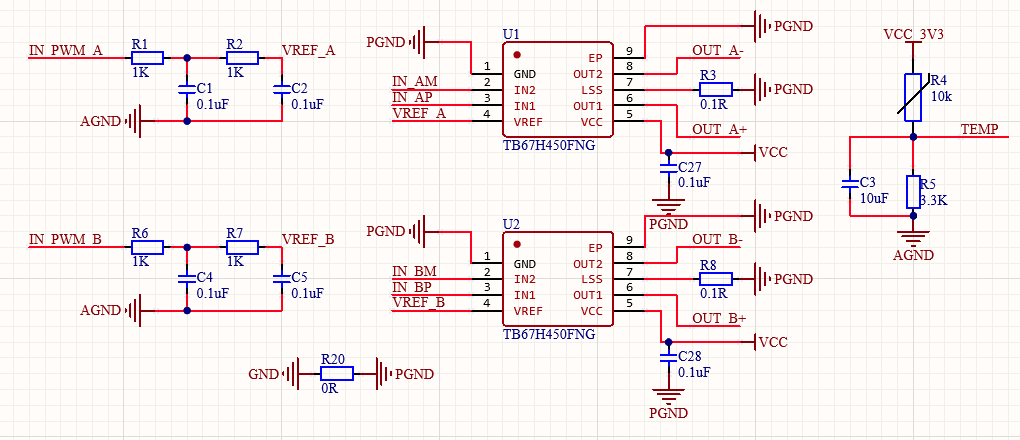 IN_PWM_A
R1
1K
R2
1K
VREF_A
C1
0.1uF
C2
0.1uF
AGND
PGND
U1
1 GND
2 IN2
3 IN1
4 VREF
EP 9
OUT2 8
LSS 7
OUT1 6
VCC 5
TB67H450FNG
IN_AM
IN_AP
VREF_A
PGND
OUT_A-
R3
0.1R
PGND
OUT_A+
VCC
C27
0.1uF
PGND
VCC_3V3
R4
10k
TEMP
C3
10uF
R5
3.3K
AGND
IN_PWM_B
R6
1K
R7
1K
VREF_B
C4
0.1uF
C5
0.1uF
AGND
PGND
U2
1 GND
2 IN2
3 IN1
4 VREF
EP 9
OUT2 8
LSS 7
OUT1 6
VCC 5
TB67H450FNG
IN_BM
IN_BP
VREF_B
PGND
OUT_B-
R8
0.1R
PGND
OUT_B+
VCC
C28
0.1uF
PGND
GND
R20
0R
PGND